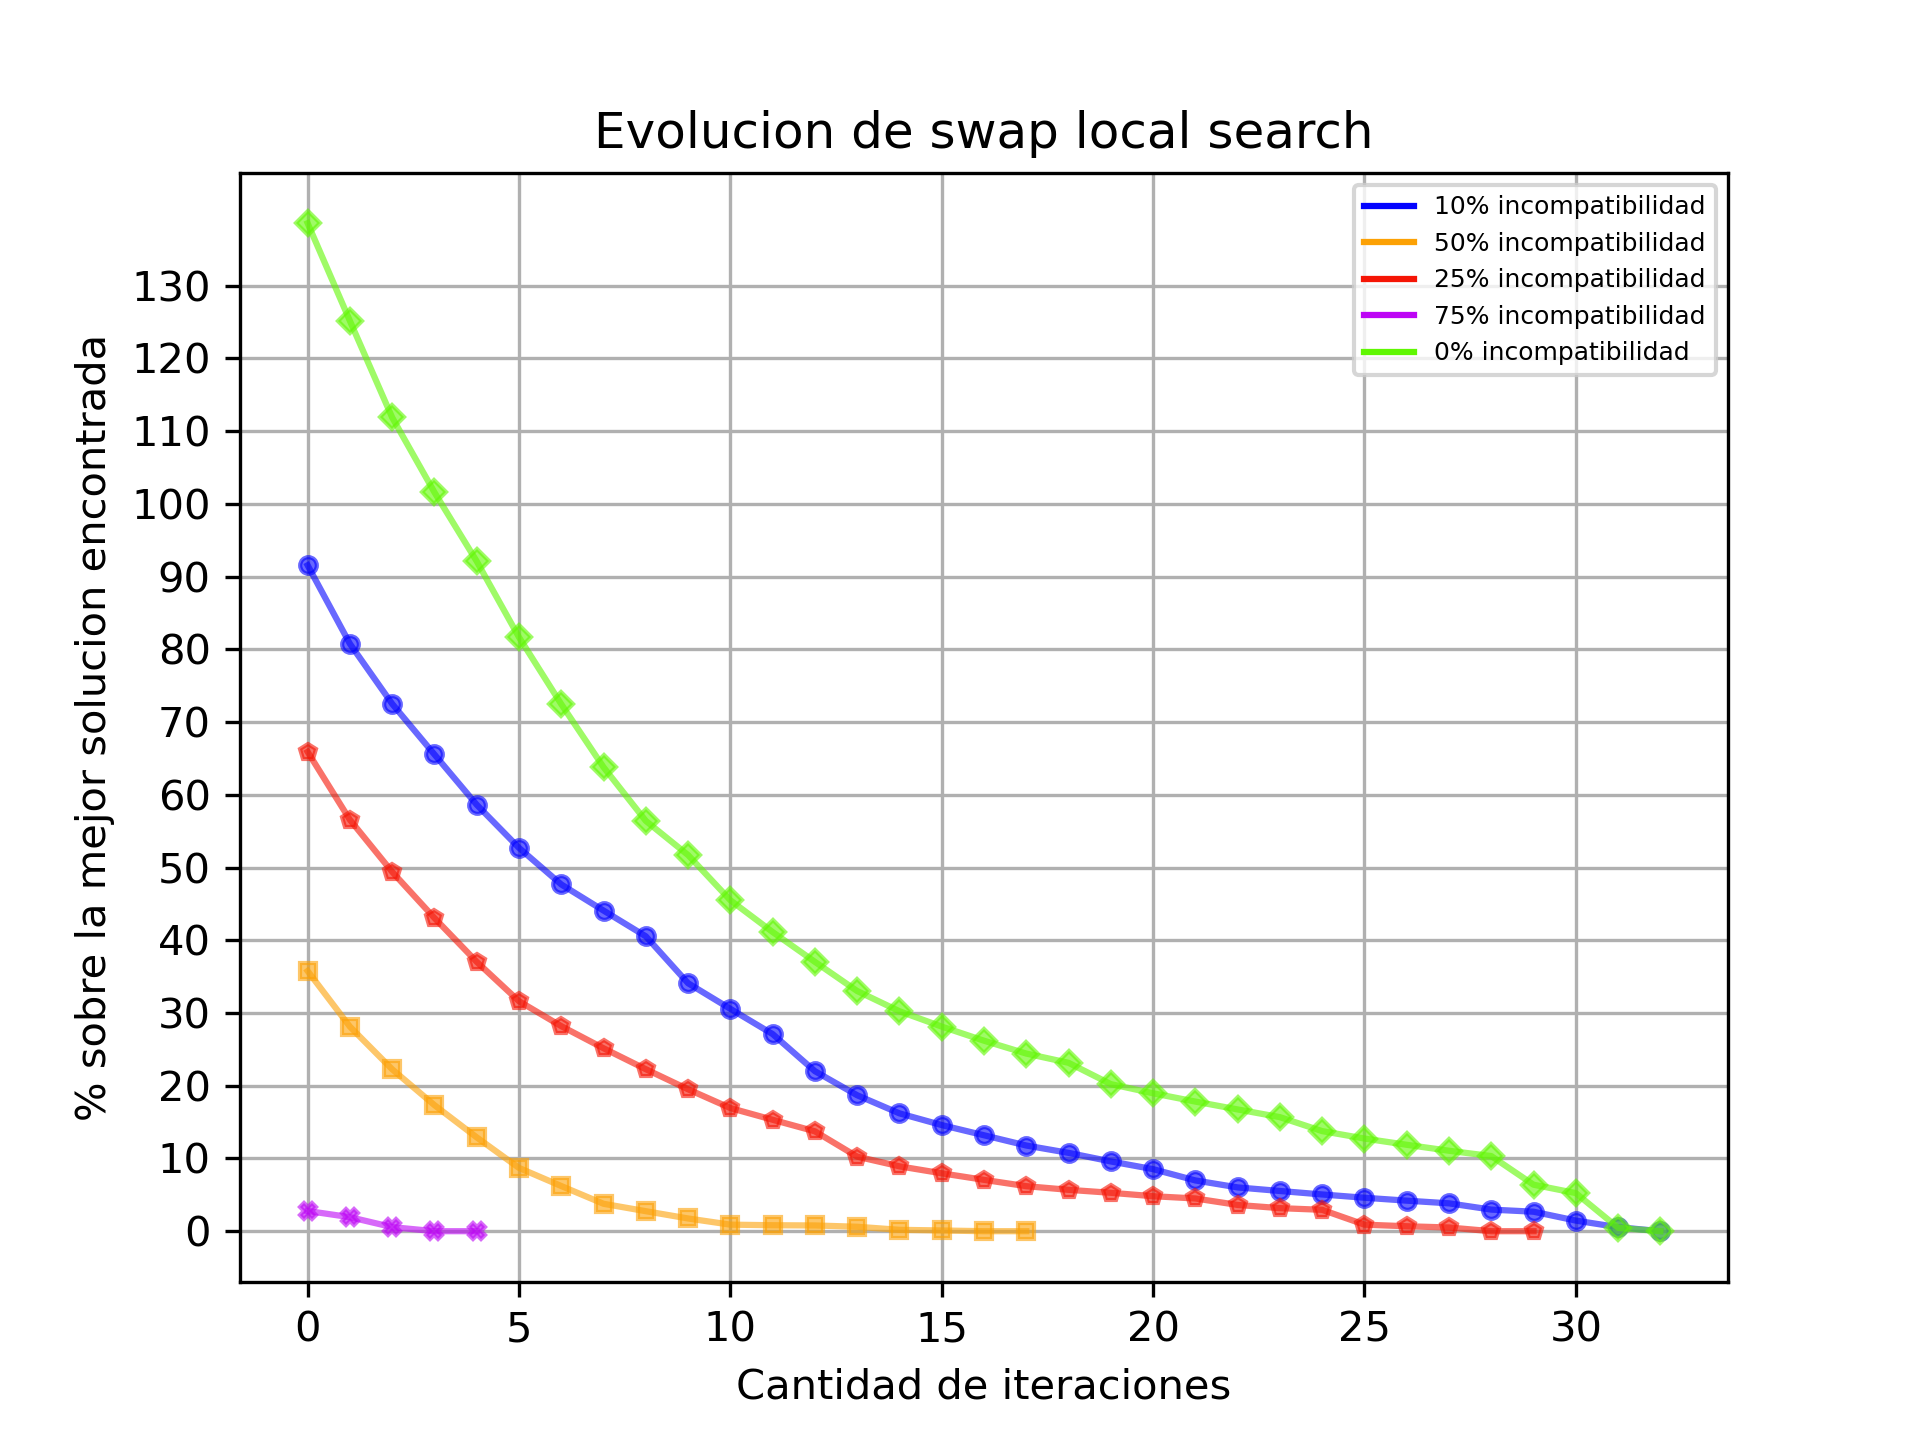 Evolucion de swap local search
10% incompatibilidad
50% incompatibilidad
25% incompatibilidad
75% incompatibilidad
0% incompatibilidad
% sobre la mejor solucion encontrada
130
120
110
100
90
80
70
60
50
40
30
20
10
0
0 5 10 15 20 25 30
Cantidad de iteraciones